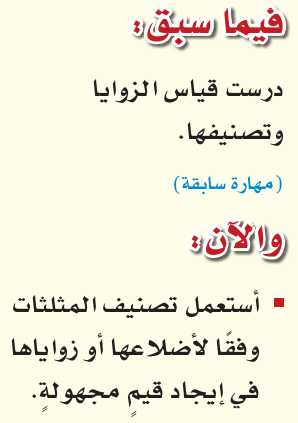 فيما سبق:
درست قياس الزوايا
وتصنيفها.
(مهارة سابقة)
والآن:
▪ أستعمل تصنيف المثلثات
وفقًا لأضلاعها أو زواياها
في إيجاد قيمٍ مجهولةٍ.